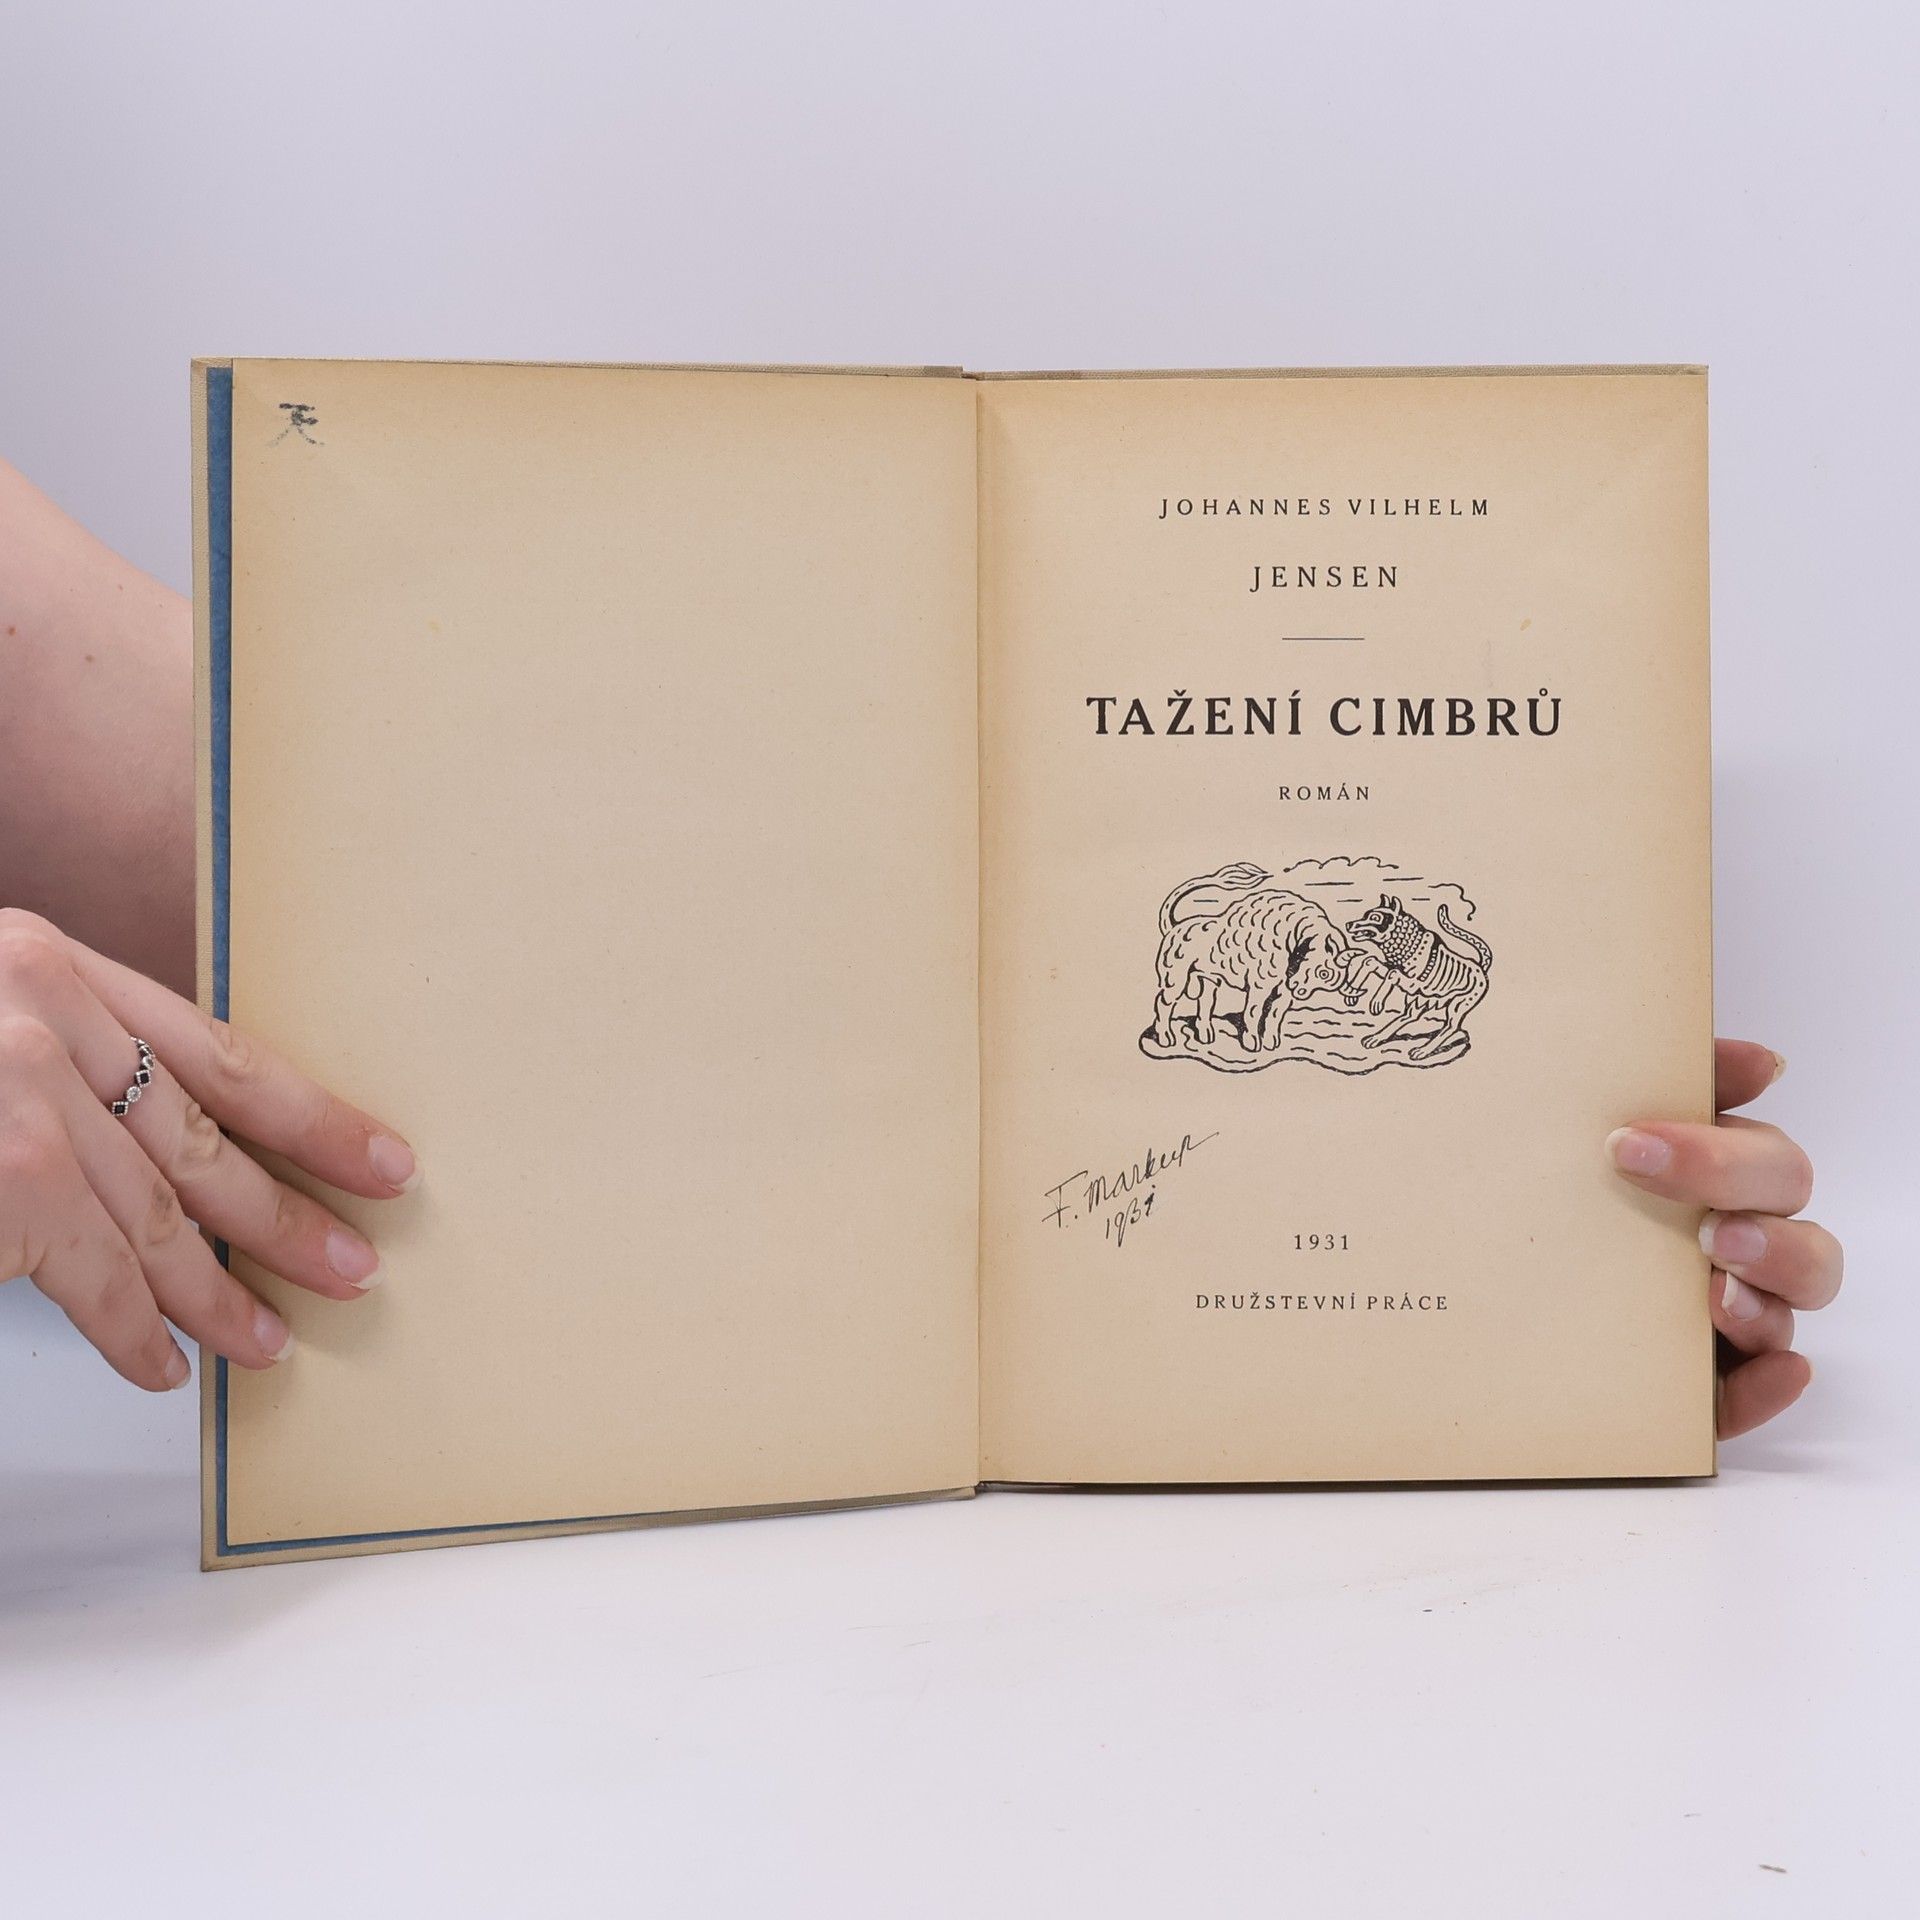 JOHANNES VILHELM
JENSEN
TAŽENÍ CIMBRŮ
ROMÁN
F.
1931
DRUŽSTEVNÍ PRÁCE